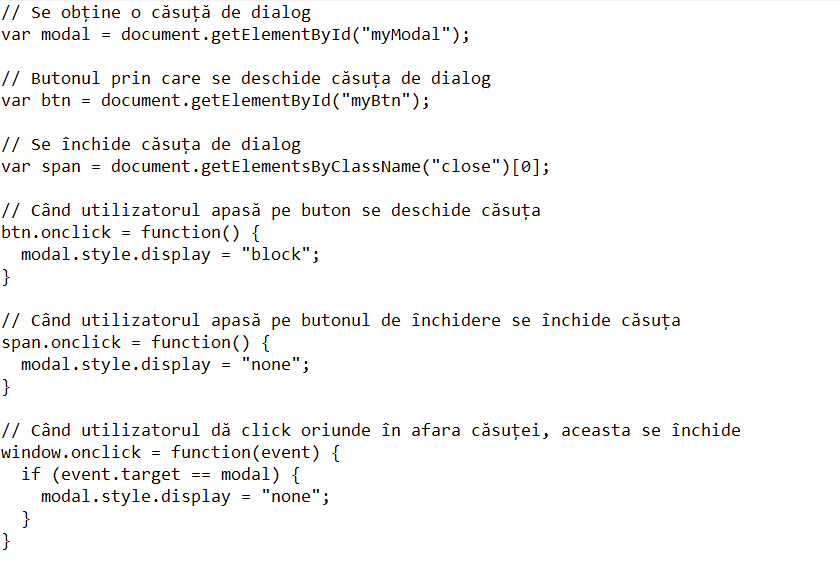 // Se obține o căsuță de dialog
var modal = document.getElementById("myModal");
// Butonul prin care se deschide căsuța de dialog
var btn = document.getElementById("myBtn");
// Se închide căsuța de dialog
var span = document.getElementsByClassName("close")[0];
// Când utilizatorul apasă pe buton se deschide căsuța
btn.onclick = function() {
  modal.style.display = "block";
}
// Când utilizatorul apasă pe butonul de închidere se închide căsuța
span.onclick = function() {
  modal.style.display = "none";
}
// Când utilizatorul dă click oriunde în afara căsuței, aceasta se închide
window.onclick = function(event) {
  if (event.target == modal) {
    modal.style.display = "none";
  }
}